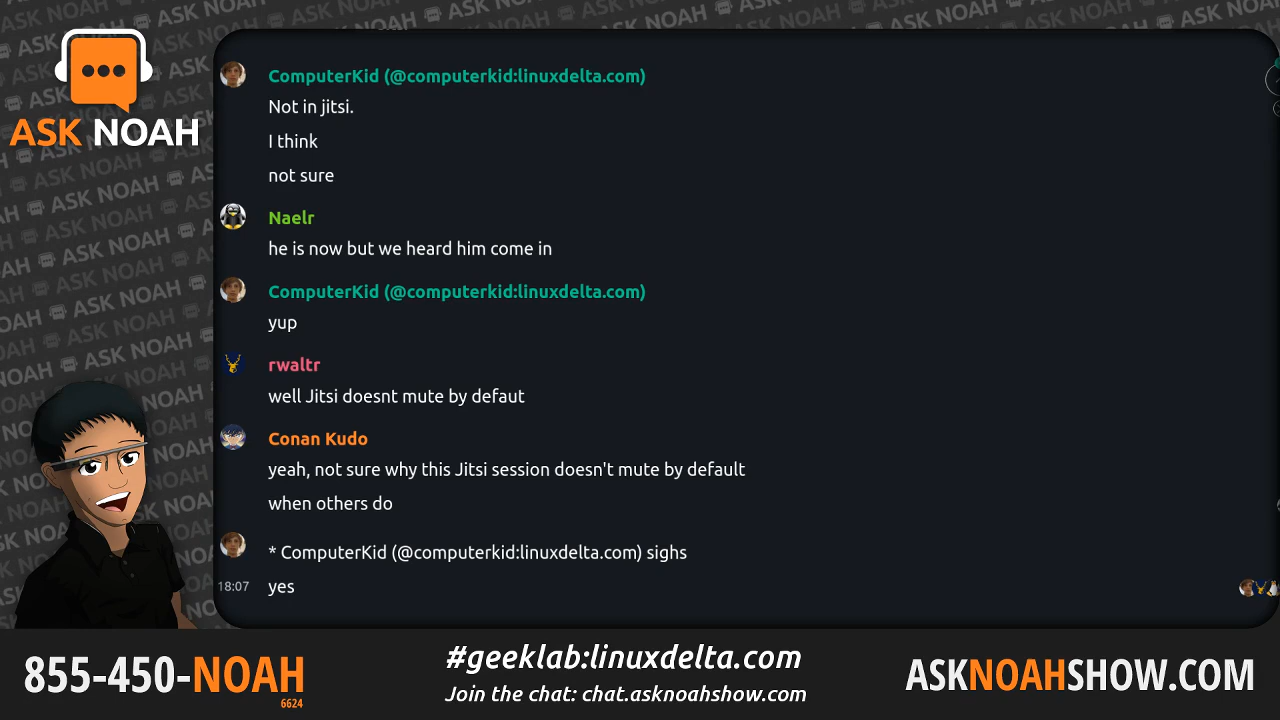 ASK NOAH
ComputerKid (@computerkid:linuxdelta.com)
Not in jitsi.
I think
not sure
Naelr
he is now but we heard him come in
ComputerKid (@computerkid:linuxdelta.com)
yup
rwaltr
well Jitsi doesnt mute by defaut
Conan Kudo
yeah, not sure why this Jitsi session doesn't mute by default
when others do
* ComputerKid (@computerkid:linuxdelta.com) sighs
18:07 yes
855-450-NOAH
6624
#geeklab:linuxdelta.com
Join the chat: chat.asknoahshow.com
ASKNOAHSHOW.COM